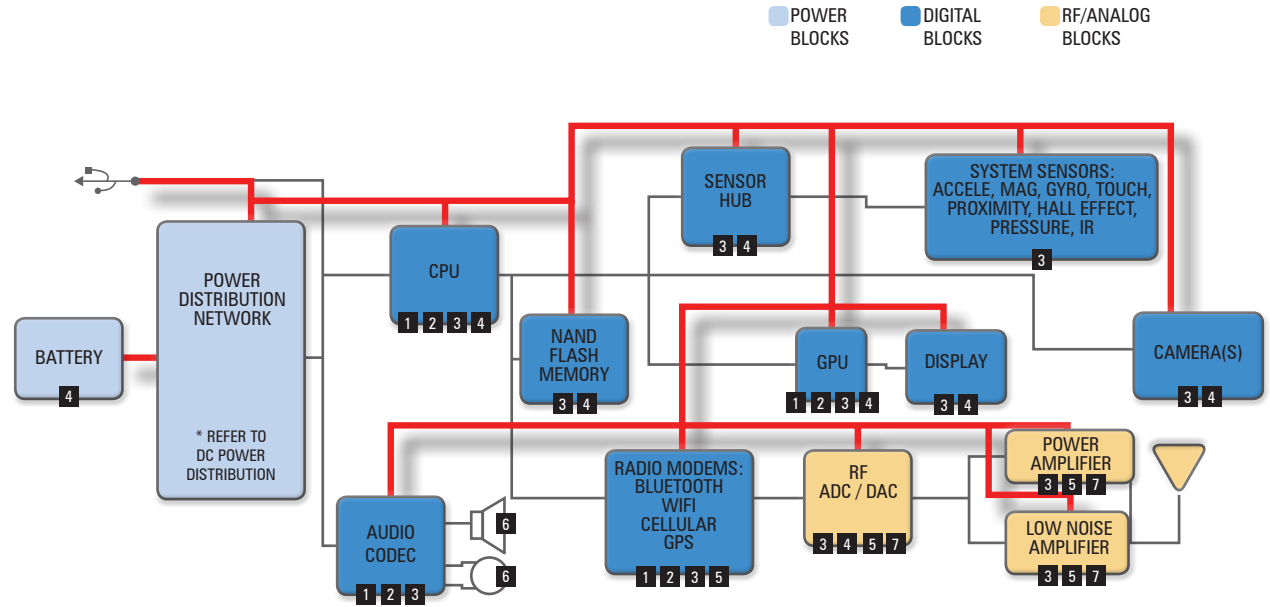 POWER
BLOCKS
DIGITAL
BLOCKS
RF/ANALOG
BLOCKS
SENSOR
HUB
3 4
SYSTEM SENSORS:
ACCELE, MAG, GYRO, TOUCH,
PROXIMITY, HALL EFFECT,
PRESSURE, IR
3
POWER
DISTRIBUTION
NETWORK
* REFER TO
DC POWER
DISTRIBUTION
CPU
1 2 3 4
BATTERY
4
NAND
FLASH
MEMORY
3 4
GPU
1 2 3 4
DISPLAY
3 4
CAMERA(S)
3 4
AUDIO
CODEC
1 2 3
6
6
RADIO MODEMS:
BLUETOOTH
WIFI
CELLULAR
GPS
1 2 3 5
RF
ADC / DAC
3 4 5 7
POWER
AMPLIFIER
3 5 7
LOW NOISE
AMPLIFIER
3 5 7